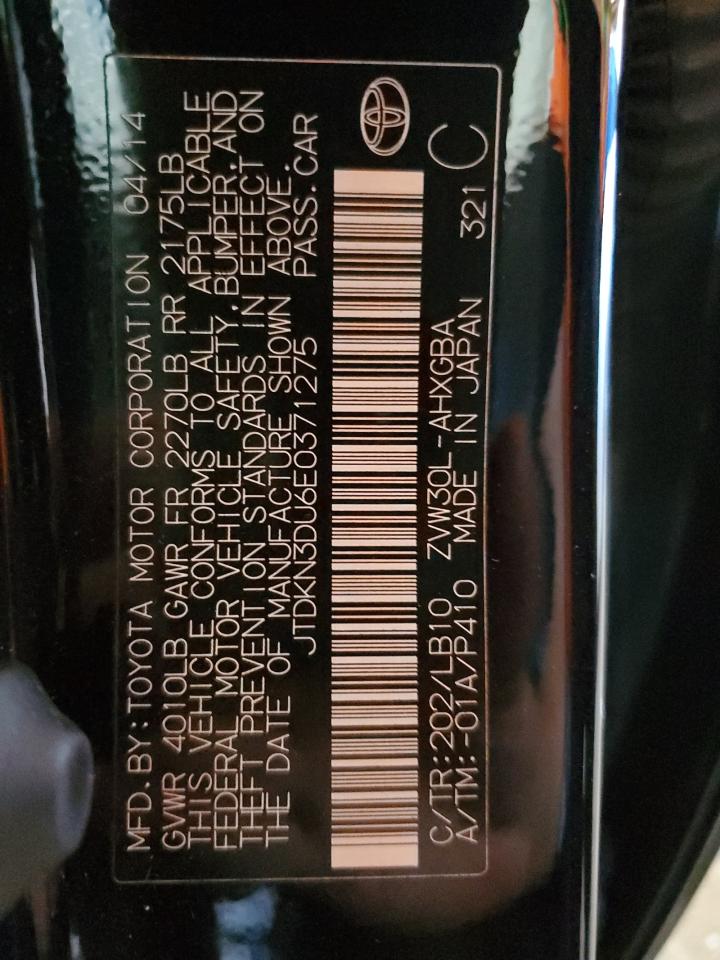 MFD.BY:TOYOTA MOTOR CORPORATION 04/14
GVWR 4010LB GAWR FR 2270LB RR 2175LB
THIS VEHICLE CONFORMS TO ALL APPLICABLE
FEDERAL MOTOR VEHICLE SAFETY,BUMPER,AND
THEFT PREVENTION STANDARDS IN EFFECT ON
THE DATE OF MANUFACTURE SHOWN ABOVE.
JTDKN3DU6E0371275 PASS.CAR
C/TR:202/LB10 ZVW30L-AHXGBA
A/TM:-01A/P410 MADE IN JAPAN 321 C